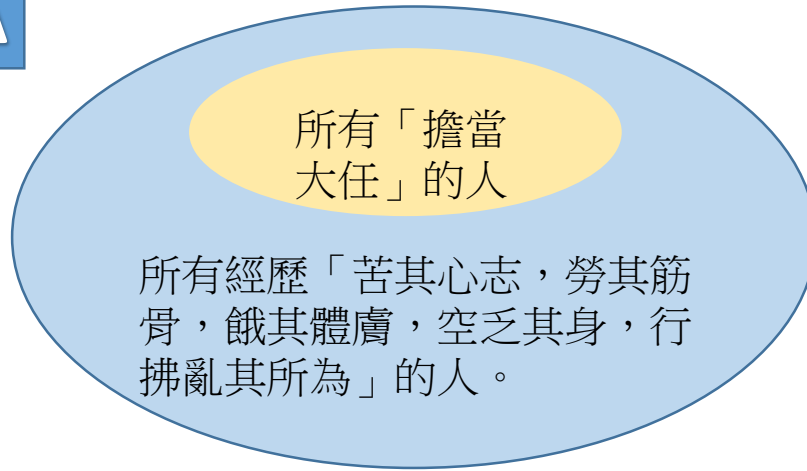 A
所有「擔當
大任」的人
所有經歷「苦其心志，勞其筋
骨，餓其體膚，空乏其身，行
拂亂其所為」的人。